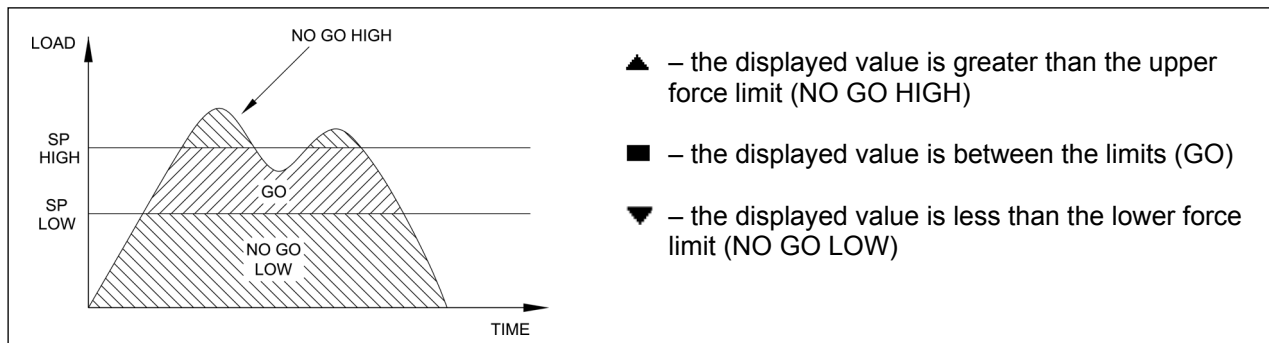 LOAD
NO GO HIGH
SP
HIGH
GO
SP
LOW
NO GO
LOW
TIME
▲ – the displayed value is greater than the upper
force limit (NO GO HIGH)
■ – the displayed value is between the limits (GO)
▼ – the displayed value is less than the lower force
limit (NO GO LOW)